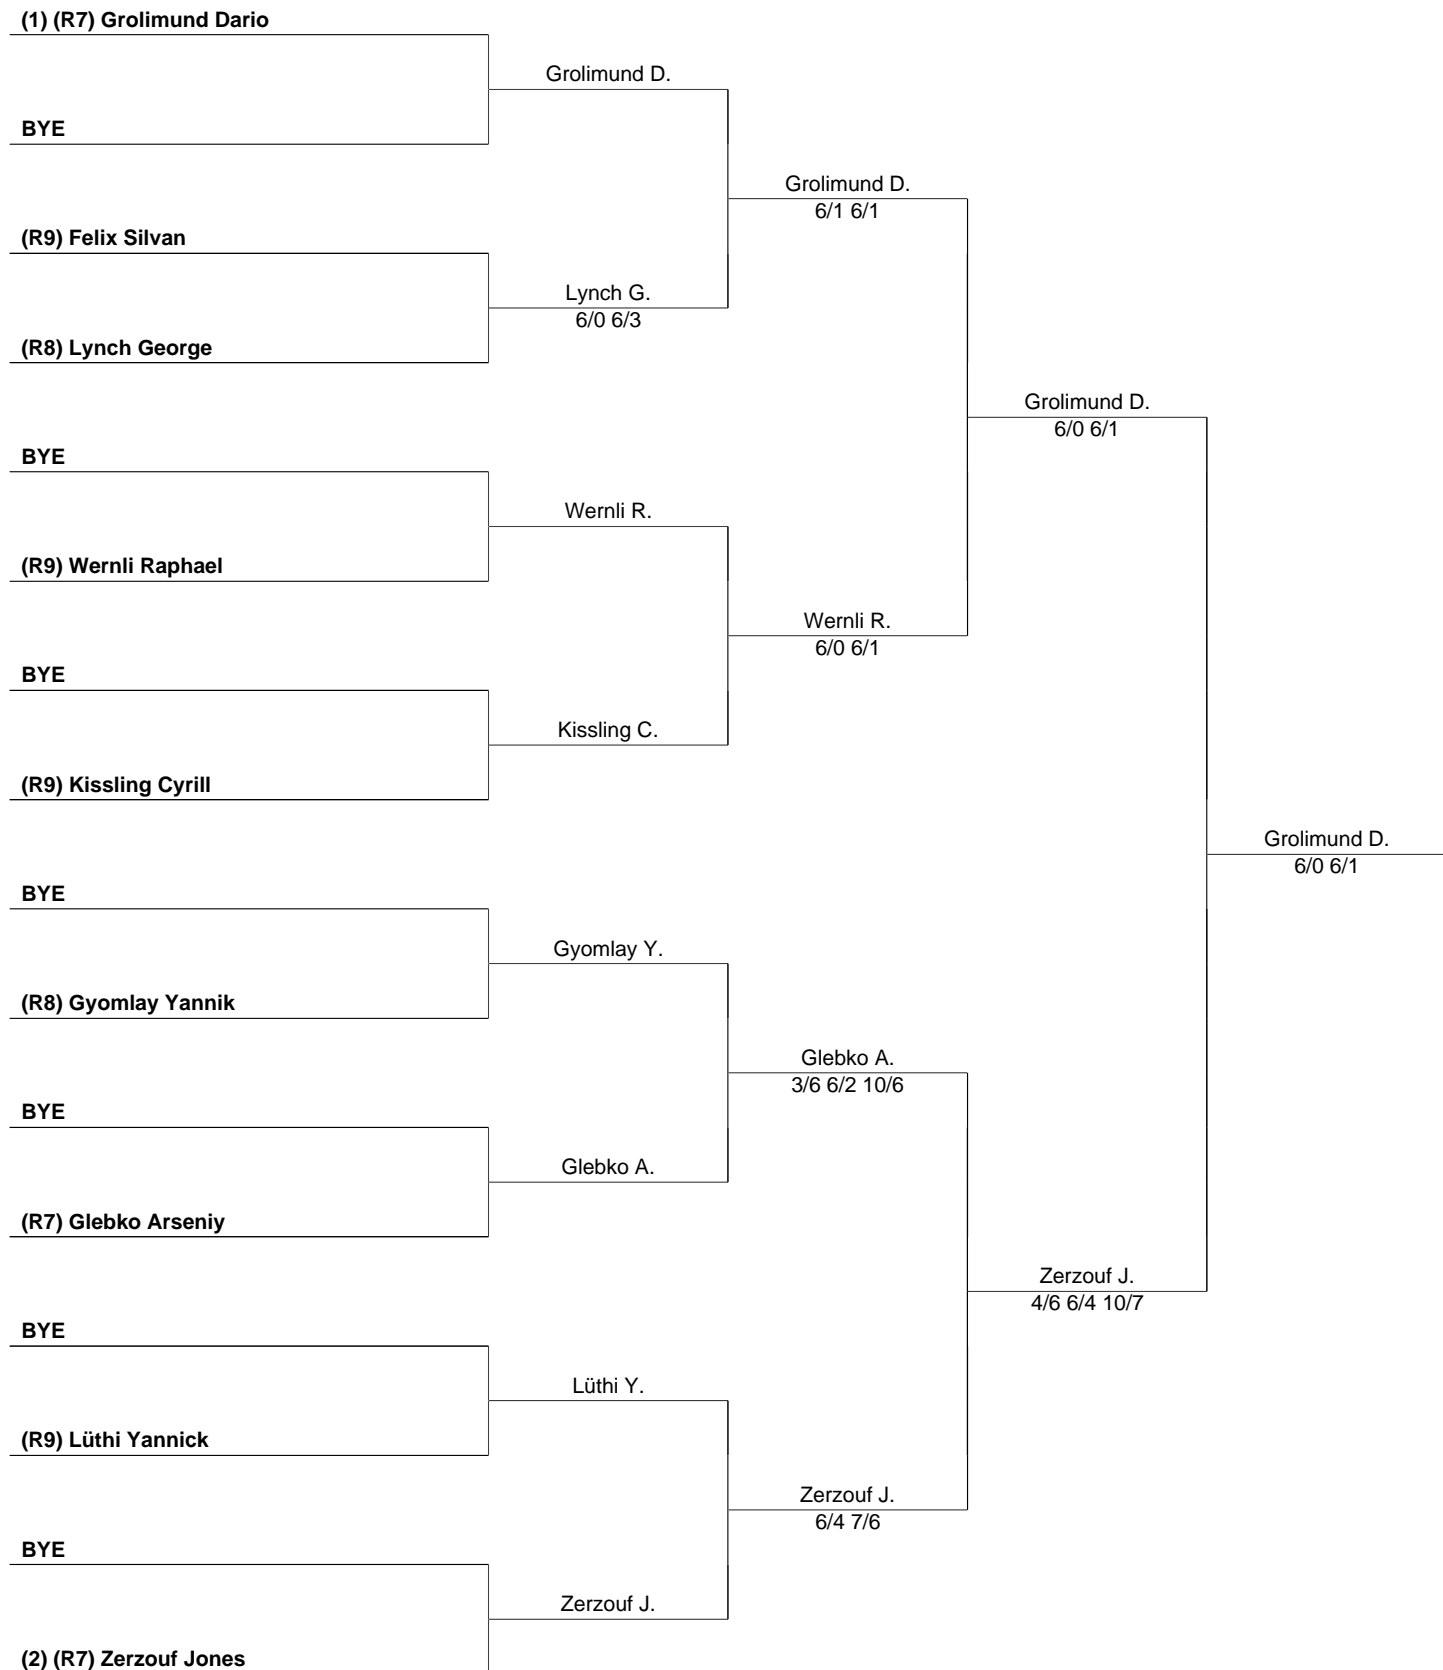 (1) (R7) Grolimund Dario
Grolimund D.
BYE
Grolimund D.
6/1 6/1
(R9) Felix Silvan
Lynch G.
6/0 6/3
(R8) Lynch George
Grolimund D.
6/0 6/1
BYE
Wernli R.
(R9) Wernli Raphael
Wernli R.
6/0 6/1
BYE
Kissling C.
(R9) Kissling Cyrill
Grolimund D.
6/0 6/1
BYE
Gyomlay Y.
(R8) Gyomlay Yannik
Glebko A.
3/6 6/2 10/6
BYE
Glebko A.
(R7) Glebko Arseniy
Zerzouf J.
4/6 6/4 10/7
BYE
Lüthi Y.
(R9) Lüthi Yannick
Zerzouf J.
6/4 7/6
BYE
Zerzouf J.
(2) (R7) Zerzouf Jones